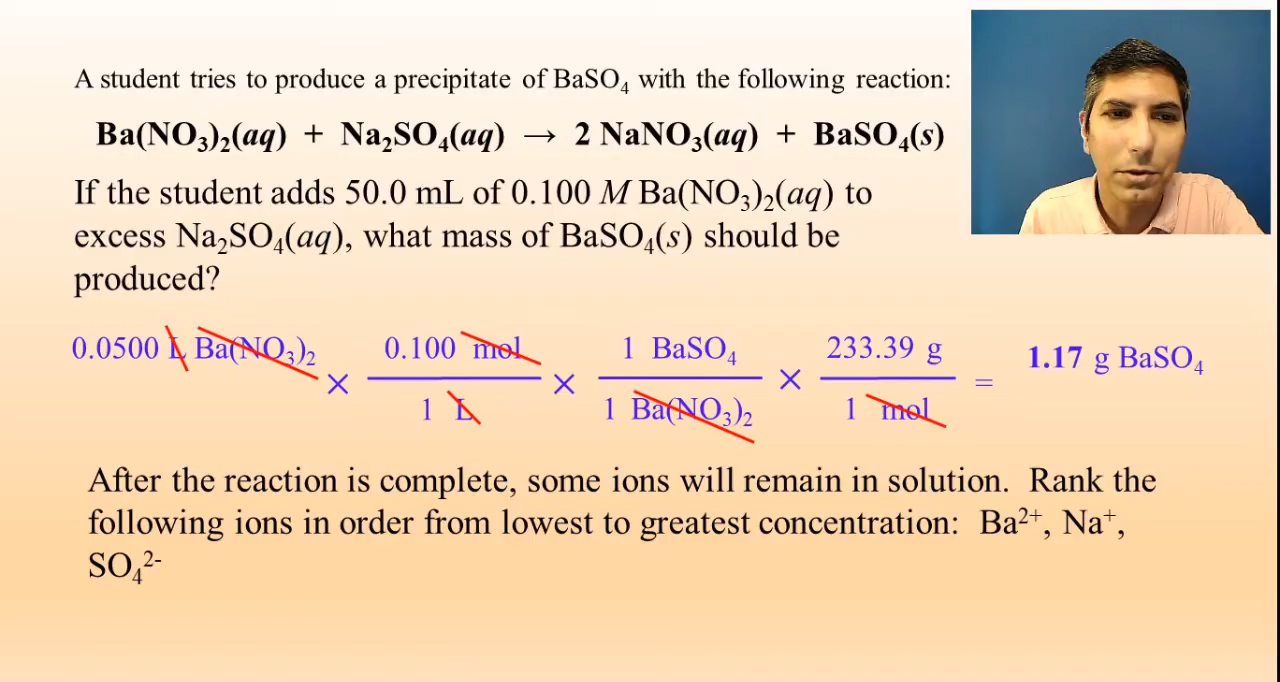 A student tries to produce a precipitate of BaSO₄ with the following reaction:
Ba(NO₃)₂(aq) + Na₂SO₄(aq) → 2 NaNO₃(aq) + BaSO₄(s)
If the student adds 50.0 mL of 0.100 M Ba(NO₃)₂(aq) to
excess Na₂SO₄(aq), what mass of BaSO₄(s) should be
produced?
0.0500 L Ba(NO₃)₂ × 0.100 mol / 1 L × 1 BaSO₄ / 1 Ba(NO₃)₂ × 233.39 g / 1 mol = 1.17 g BaSO₄
After the reaction is complete, some ions will remain in solution. Rank the
following ions in order from lowest to greatest concentration: Ba²⁺, Na⁺,
SO₄²⁻